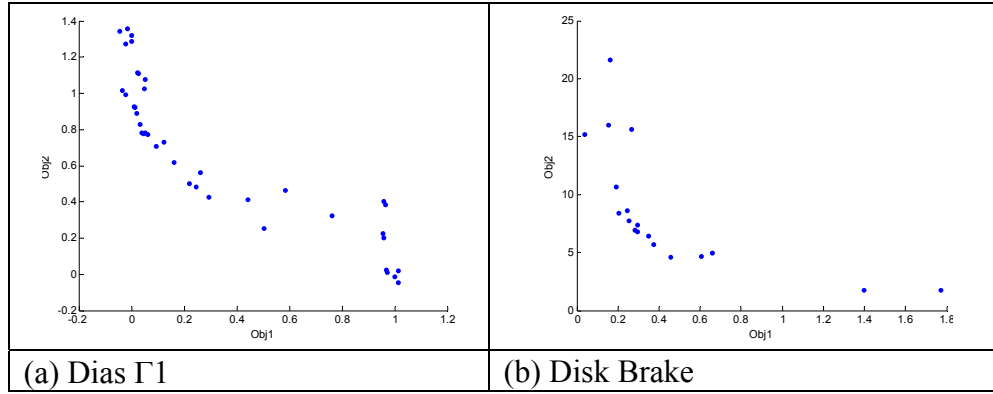 1.4
1.2
1
0.8
0.6
0.4
0.2
0
-0.2
Obj2
-0.2 0 0.2 0.4 0.6 0.8 1 1.2
Obj1
25
20
15
10
5
0
Obj2
0 0.2 0.4 0.6 0.8 1 1.2 1.4 1.6 1.8
Obj1
(a) Dias Γ1
(b) Disk Brake